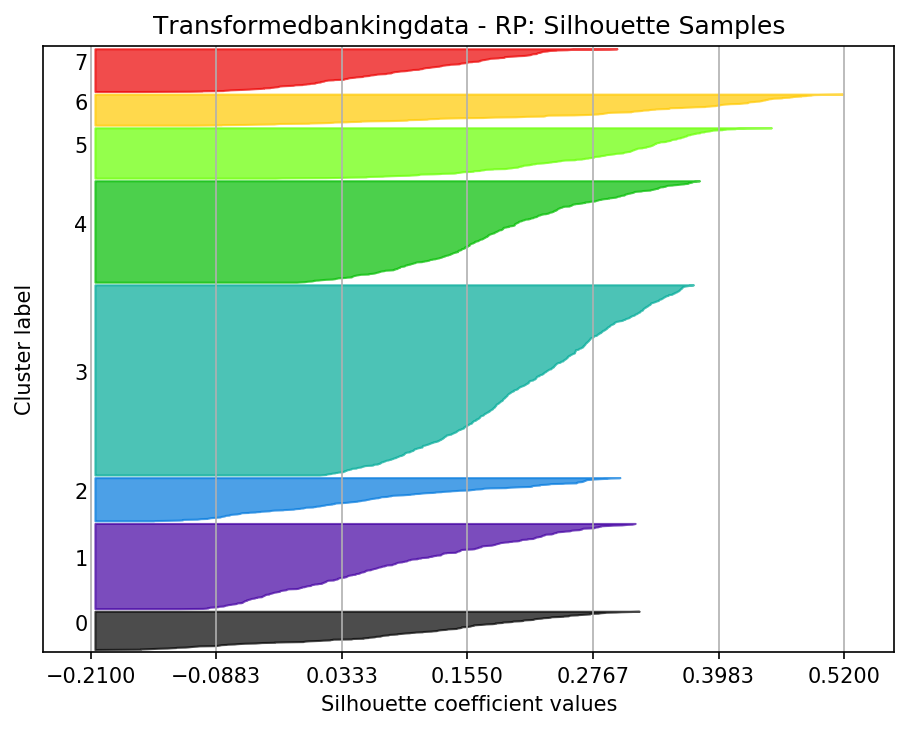 Transformedbankingdata - RP: Silhouette Samples
7
6
5
4
3
2
1
0
Cluster label
−0.2100 −0.0883 0.0333 0.1550 0.2767 0.3983 0.5200
Silhouette coefficient values